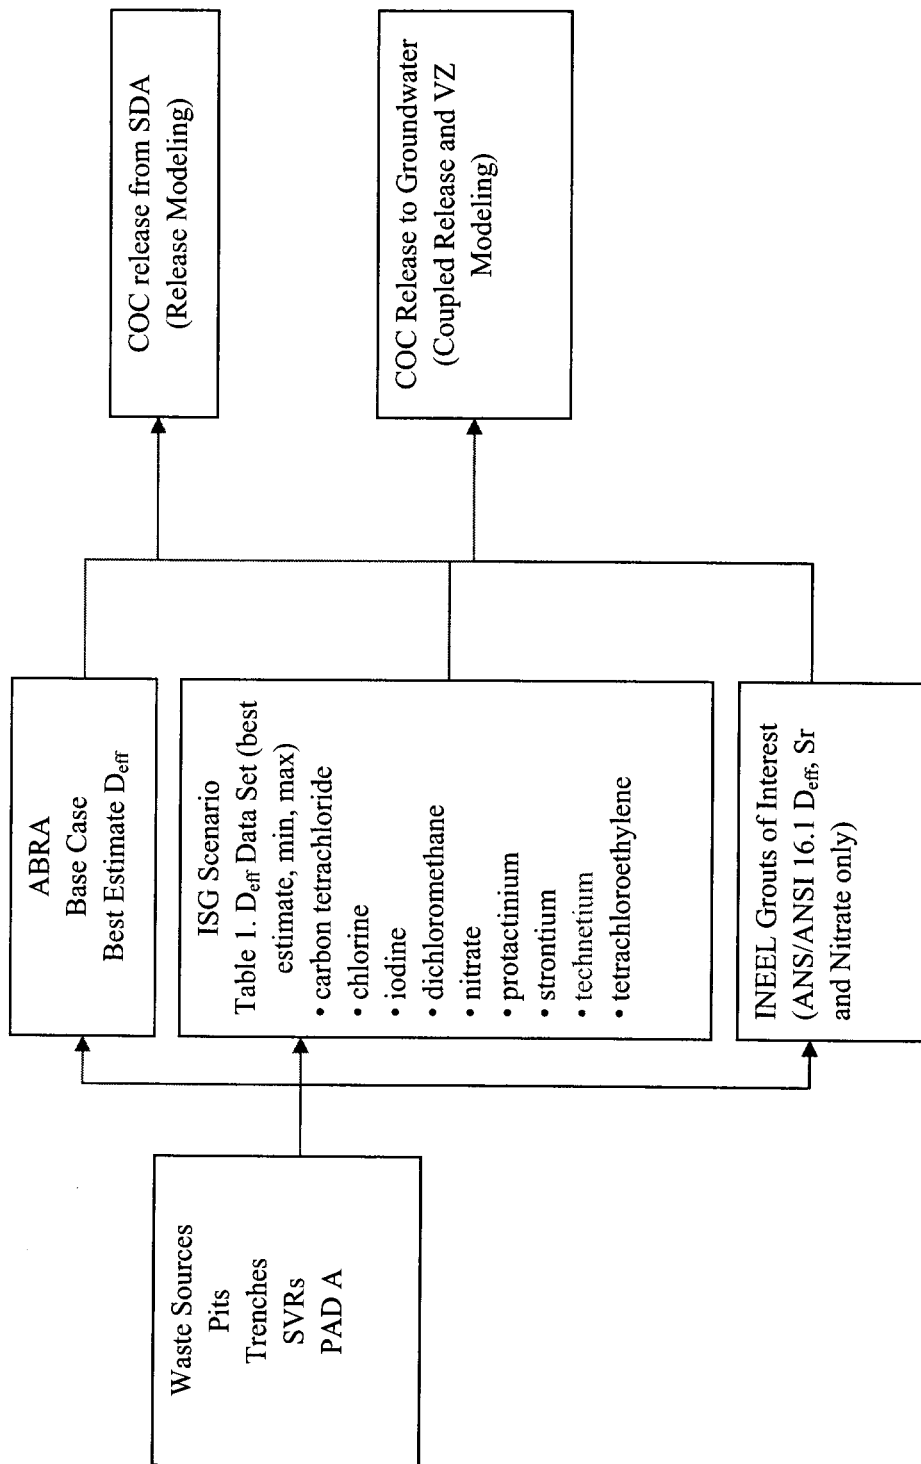 Waste Sources
Pits
Trenches
SVRs
PAD A
ABRA
Base Case
Best Estimate Deff
ISG Scenario
Table 1. Deff Data Set (best
estimate, min, max)
• carbon tetrachloride
• chlorine
• iodine
• dichloromethane
• nitrate
• protactinium
• strontium
• technetium
• tetrachloroethylene
INEEL Grouts of Interest
(ANS/ANSI 16.1 Deff, Sr
and Nitrate only)
COC release from SDA
(Release Modeling)
COC Release to Groundwater
(Coupled Release and VZ
Modeling)